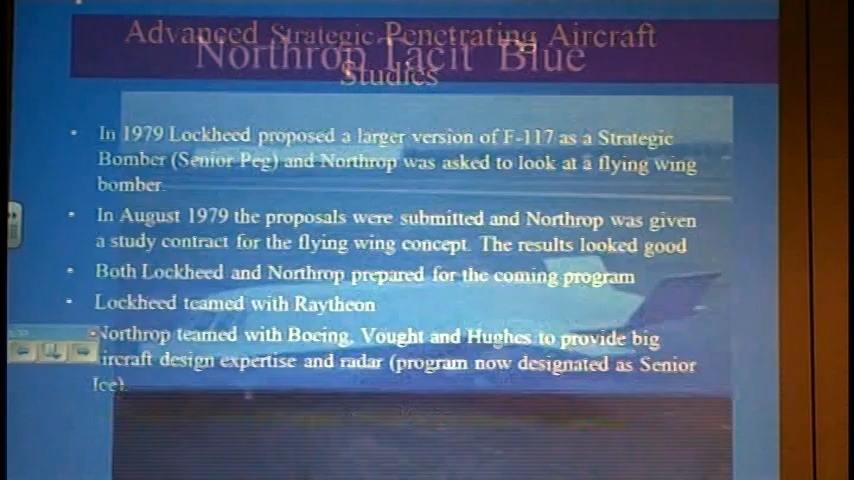 Advanced Strategic Penetrating Aircraft
Northrop Tacit Blue
Studies
• In 1979 Lockheed proposed a larger version of F-117 as a Strategic
Bomber (Senior Peg) and Northrop was asked to look at a flying wing
bomber.
• In August 1979 the proposals were submitted and Northrop was given
a study contract for the flying wing concept. The results looked good
• Both Lockheed and Northrop prepared for the coming program
• Lockheed teamed with Raytheon
Northrop teamed with Boeing, Vought and Hughes to provide big
ircraft design expertise and radar (program now designated as Senior
Ice).